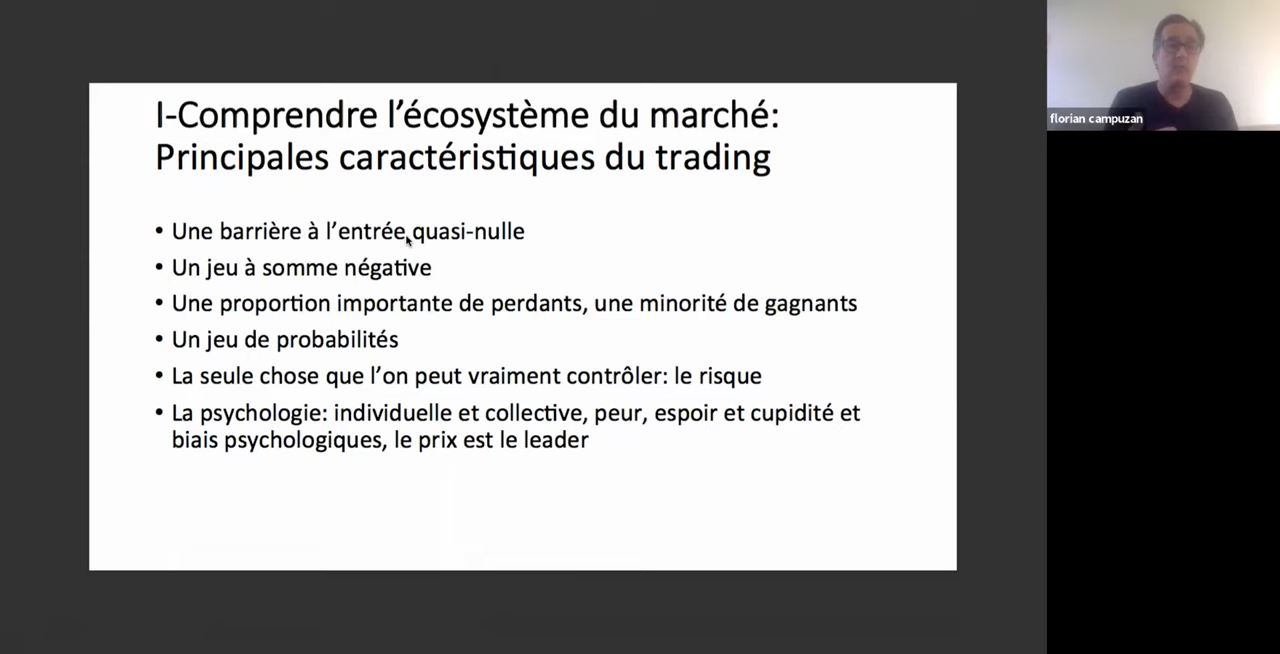 I-Comprendre l’écosystème du marché:
Principales caractéristiques du trading
• Une barrière à l’entrée quasi-nulle
• Un jeu à somme négative
• Une proportion importante de perdants, une minorité de gagnants
• Un jeu de probabilités
• La seule chose que l’on peut vraiment contrôler: le risque
• La psychologie: individuelle et collective, peur, espoir et cupidité et
biais psychologiques, le prix est le leader
florian campuzan